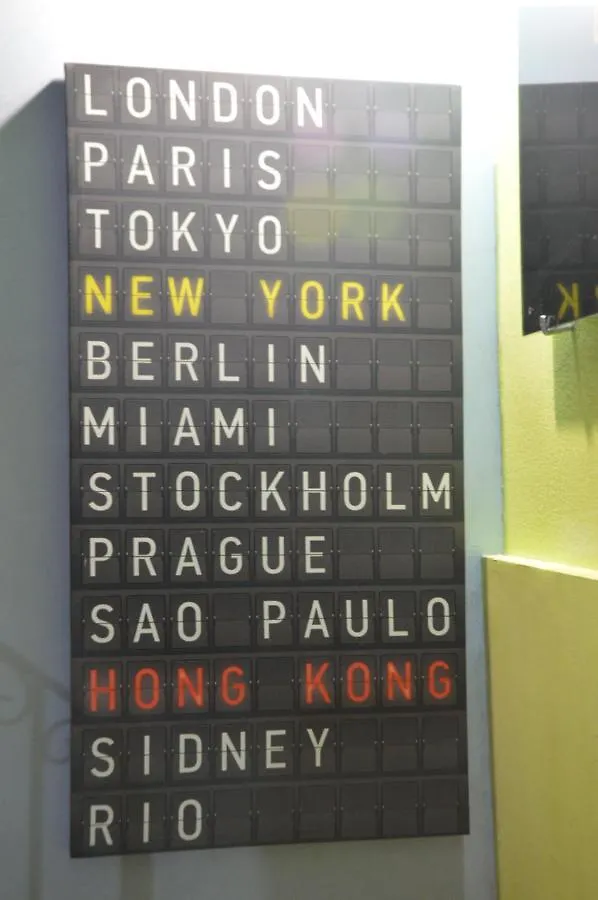 LONDON
PARIS
TOKYO
NEW YORK
BERLIN
MIAMI
STOCKHOLM
PRAGUE
SAO PAULO
HONG KONG
SIDNEY
RIO
K